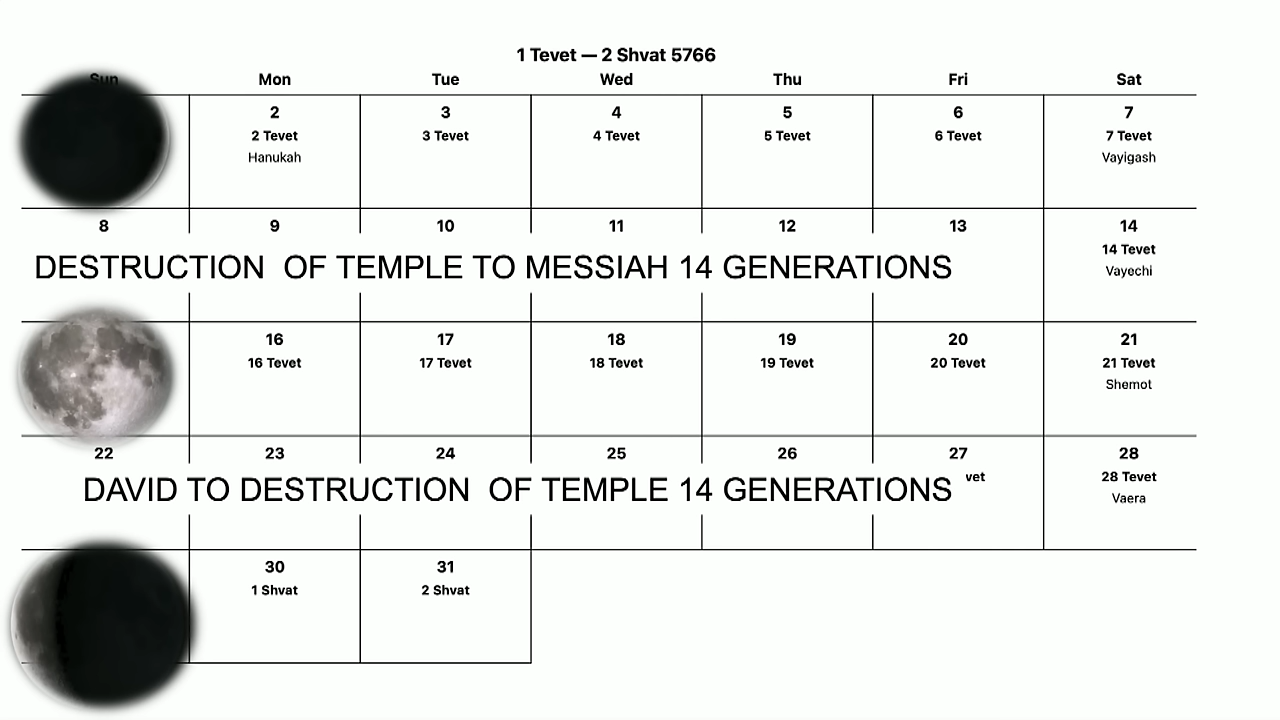 1 Tevet — 2 Shvat 5766
Sun Mon Tue Wed Thu Fri Sat
2 3 4 5 6 7
2 Tevet 3 Tevet 4 Tevet 5 Tevet 6 Tevet 7 Tevet
Hanukah Vayigash
8 9 10 11 12 13 14
14 Tevet
DESTRUCTION OF TEMPLE TO MESSIAH 14 GENERATIONS
Vayechi
16 17 18 19 20 21
16 Tevet 17 Tevet 18 Tevet 19 Tevet 20 Tevet 21 Tevet
Shemot
22 23 24 25 26 27 28
vet 28 Tevet
DAVID TO DESTRUCTION OF TEMPLE 14 GENERATIONS
Vaera
30 31
1 Shvat 2 Shvat